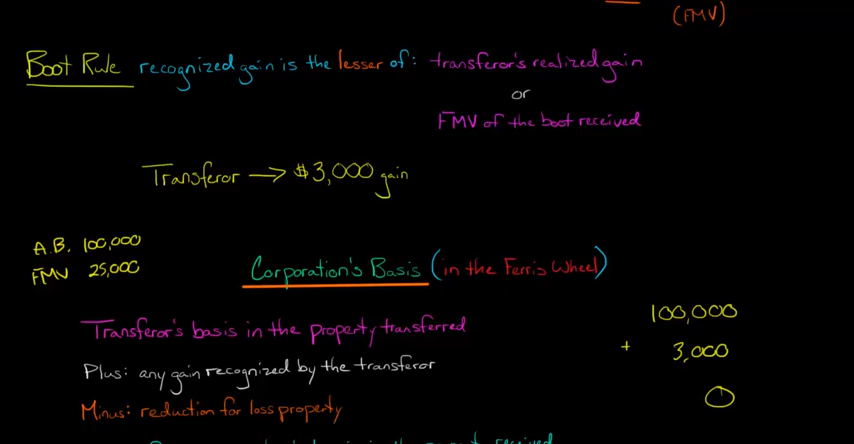 (FMV)
Boot Rule recognized gain is the lesser of: transferor's realized gain
or
FMV of the boot received
Transferor → $3,000 gain
A.B. 100,000
FMV 25,000
Corporation's Basis (in the Ferris Wheel)
Transferor's basis in the property transferred
100,000
Plus: any gain recognized by the transferor
+ 3,000
Minus: reduction for loss property